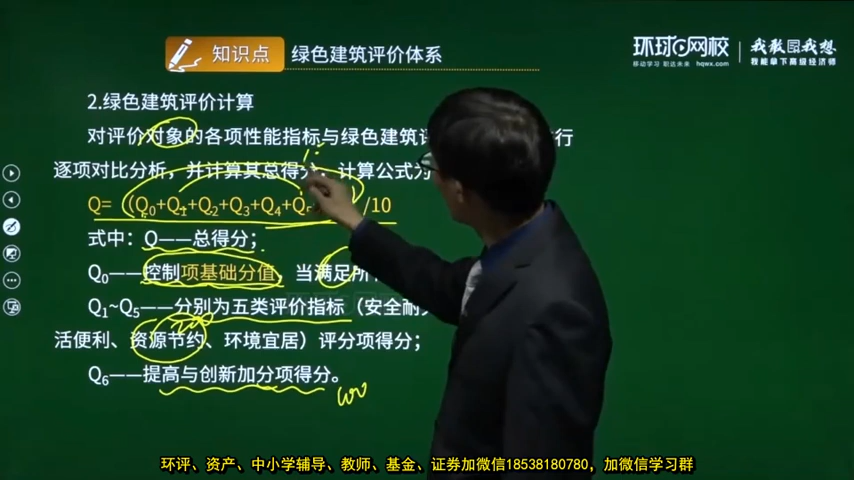 知识点 绿色建筑评价体系
环球网校
移动学习 职达未来 hqwx.com
我敢 我想
我能拿下高级经济师
2.绿色建筑评价计算
对评价对象的各项性能指标与绿色建筑评 行
逐项对比分析，并计算其总得分，计算公式为
Q= (Q0+Q1+Q2+Q3+Q4+Q5 /10
式中：Q——总得分；
Q0——控制项基础分值，当满足所
Q1~Q5——分别为五类评价指标（安全耐
活便利、资源节约、环境宜居）评分项得分；
200
Q6——提高与创新加分项得分。
100
环评、资产、中小学辅导、教师、基金、证券加微信18538180780，加微信学习群